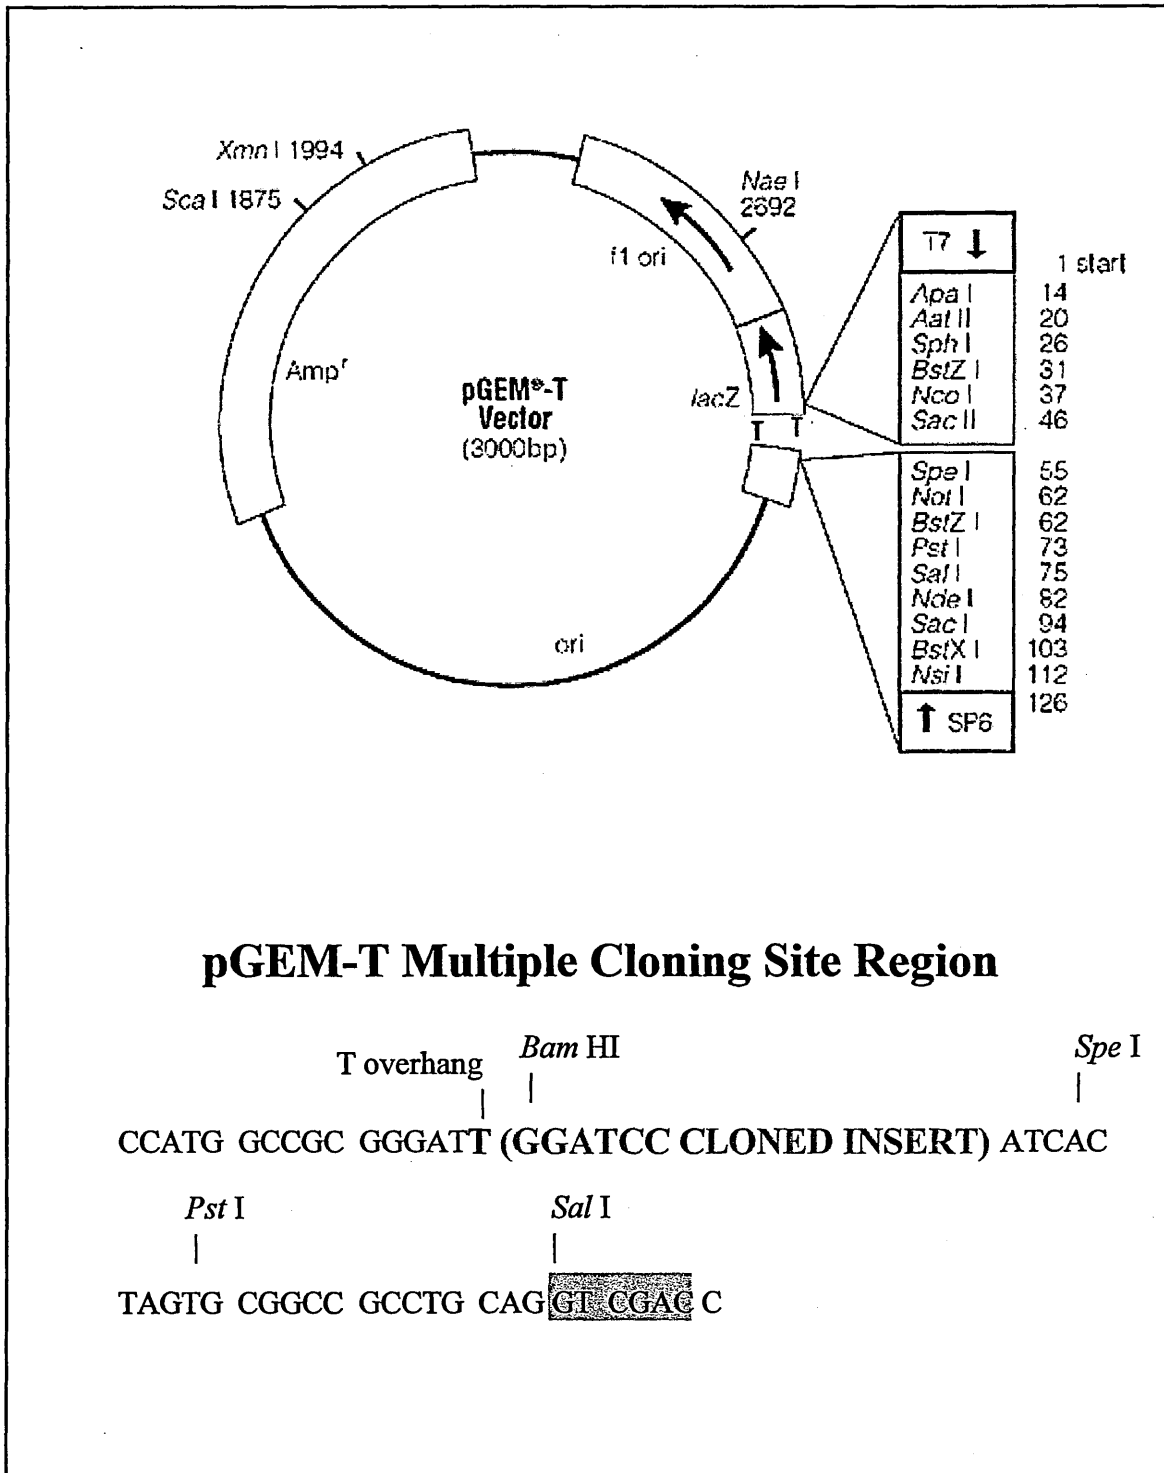 Xmn I 1994
Sca I 1875
Nae I
2692
f1 ori
Ampʳ
pGEM®-T
Vector
(3000bp)
lacZ
T T
ori
T7 ↓
1 start
Apa I 14
Aat II 20
Sph I 26
BstZ I 31
Nco I 37
Sac II 46
Spe I 55
Not I 62
BstZ I 62
Pst I 73
Sal I 75
Nde I 82
Sac I 94
BstX I 103
Nsi I 112
126
↑ SP6
pGEM-T Multiple Cloning Site Region
T overhang Bam HI Spe I
CCATG GCCGC GGGATT (GGATCC CLONED INSERT) ATCAC
Pst I Sal I
TAGTG CGGCC GCCTG CAGGT CGAC C